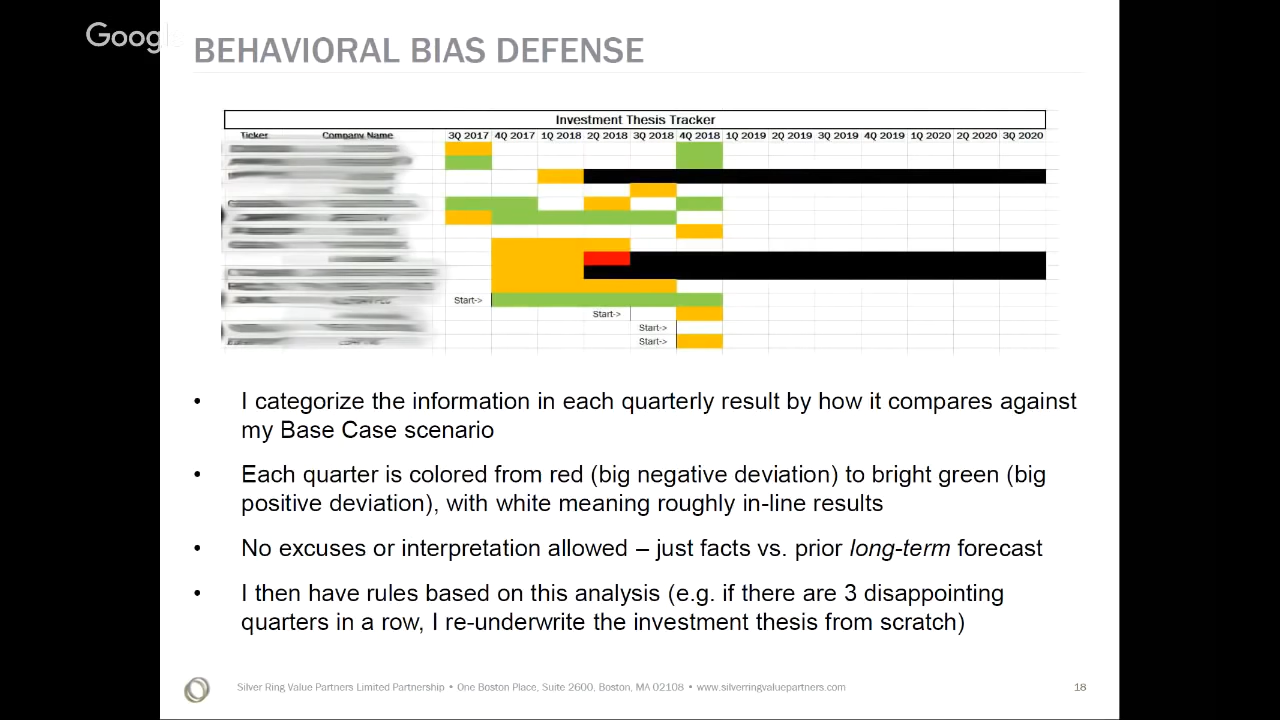 Google
BEHAVIORAL BIAS DEFENSE
Investment Thesis Tracker
Ticker Company Name 3Q 2017 4Q 2017 1Q 2018 2Q 2018 3Q 2018 4Q 2018 1Q 2019 2Q 2019 3Q 2019 4Q 2019 1Q 2020 2Q 2020 3Q 2020
Start->
Start->
Start->
Start->
• I categorize the information in each quarterly result by how it compares against
my Base Case scenario
• Each quarter is colored from red (big negative deviation) to bright green (big
positive deviation), with white meaning roughly in-line results
• No excuses or interpretation allowed – just facts vs. prior long-term forecast
• I then have rules based on this analysis (e.g. if there are 3 disappointing
quarters in a row, I re-underwrite the investment thesis from scratch)
Silver Ring Value Partners Limited Partnership • One Boston Place, Suite 2600, Boston, MA 02108 • www.silverringvaluepartners.com 18